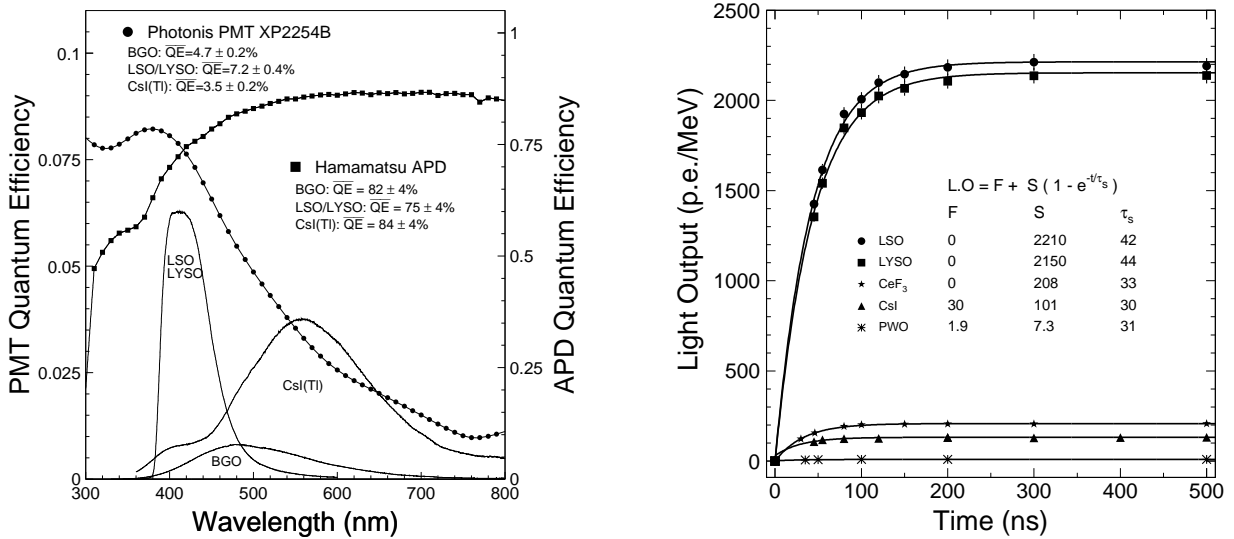 Photonis PMT XP2254B
BGO: QE=4.7 ± 0.2%
LSO/LYSO: QE=7.2 ± 0.4%
CsI(Tl): QE=3.5 ± 0.2%
Hamamatsu APD
BGO: QE = 82 ± 4%
LSO/LYSO: QE = 75 ± 4%
CsI(Tl): QE = 84 ± 4%
LSO
LYSO
CsI(Tl)
BGO
PMT Quantum Efficiency
0.1
0.075
0.05
0.025
0
APD Quantum Efficiency
1
0.75
0.5
0.25
0
300 400 500 600 700 800
Wavelength (nm)
Light Output (p.e./MeV)
2500
2000
1500
1000
500
0
L.O = F + S ( 1 - e^{-t/τ_s} )
F S τ_s
LSO 0 2210 42
LYSO 0 2150 44
CeF₃ 0 208 33
CsI 30 101 30
PWO 1.9 7.3 31
0 100 200 300 400 500
Time (ns)